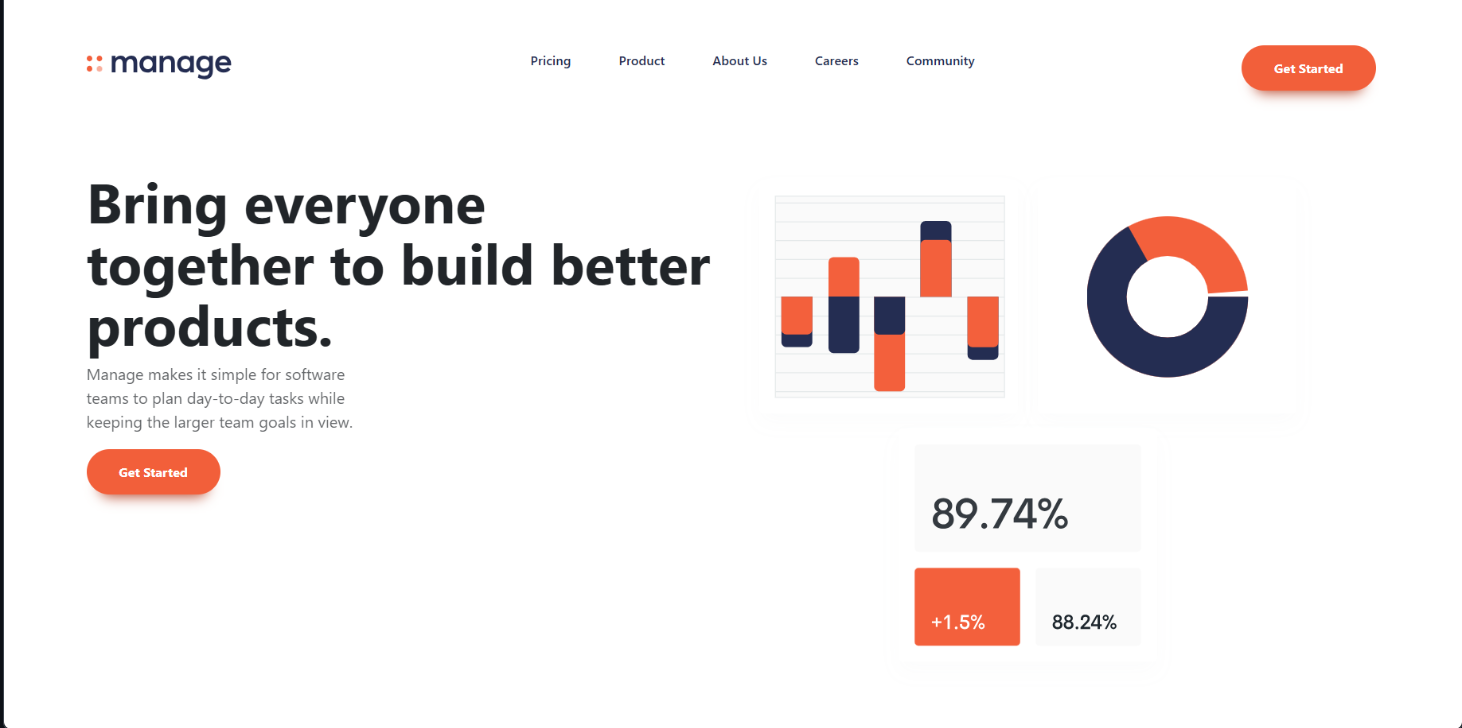 manage
Pricing
Product
About Us
Careers
Community
Get Started
Bring everyone
together to build better
products.
Manage makes it simple for software
teams to plan day-to-day tasks while
keeping the larger team goals in view.
Get Started
89.74%
+1.5%
88.24%